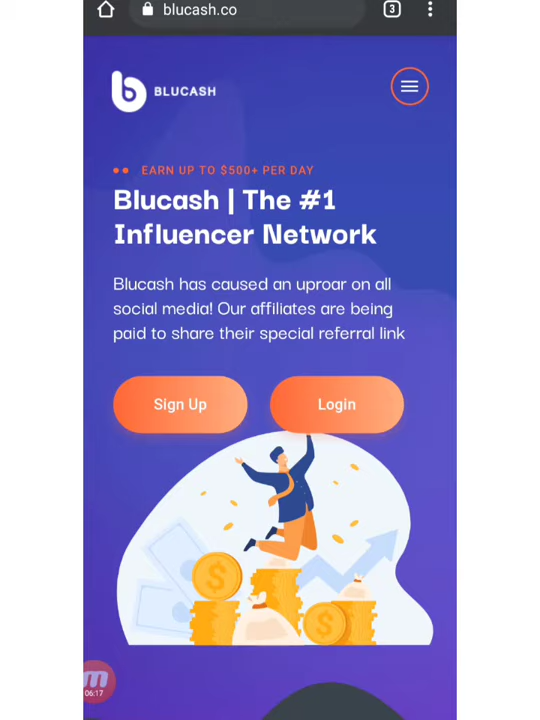 blucash.co
3
b BLUCASH
EARN UP TO $500+ PER DAY
Blucash | The #1
Influencer Network
Blucash has caused an uproar on all
social media! Our affiliates are being
paid to share their special referral link
Sign Up
Login
$
$
m
06:17